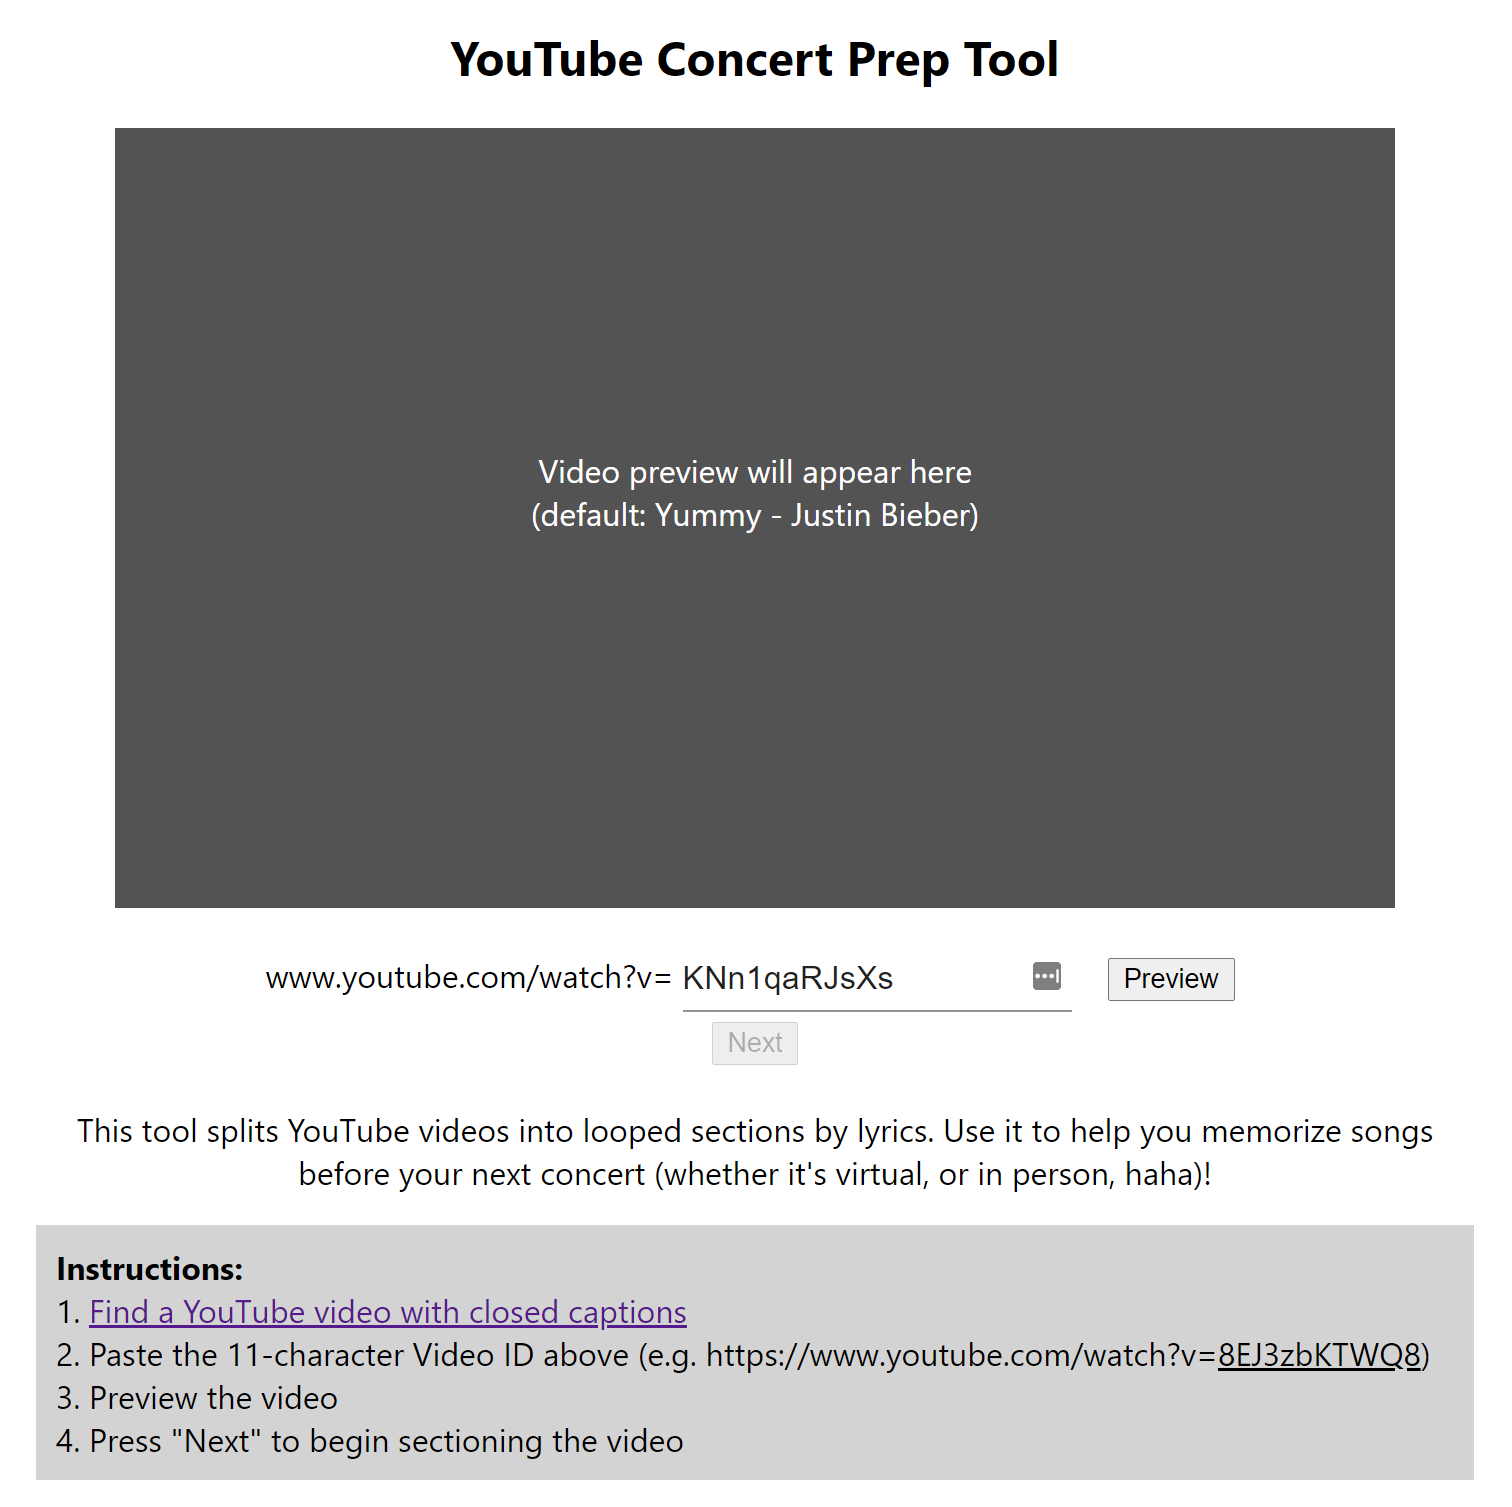 YouTube Concert Prep Tool
Video preview will appear here
(default: Yummy - Justin Bieber)
www.youtube.com/watch?v= KNn1qaRJsXs Preview
Next
This tool splits YouTube videos into looped sections by lyrics. Use it to help you memorize songs
before your next concert (whether it's virtual, or in person, haha)!
Instructions:
1. Find a YouTube video with closed captions
2. Paste the 11-character Video ID above (e.g. https://www.youtube.com/watch?v=8EJ3zbKTWQ8)
3. Preview the video
4. Press "Next" to begin sectioning the video